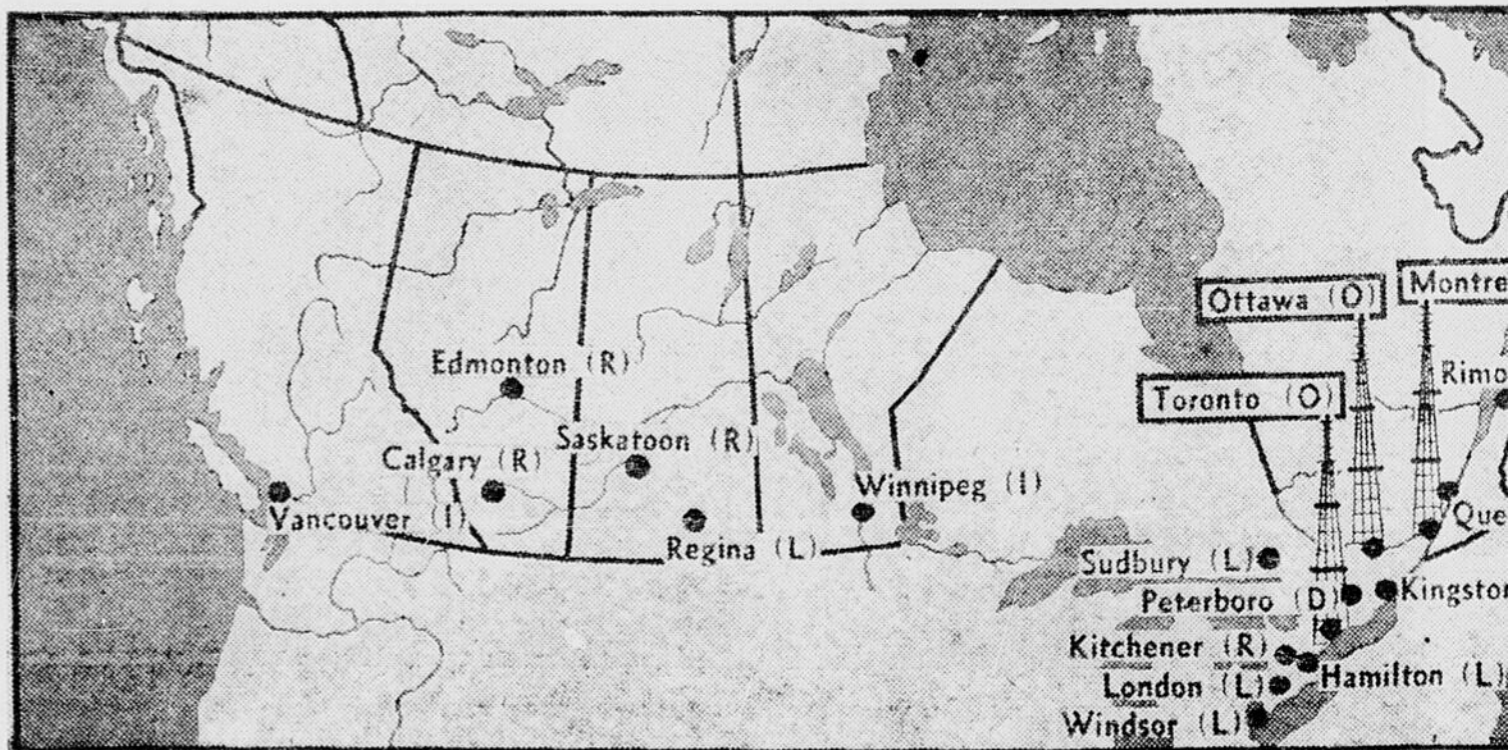 Ottawa (O)
Montre
Edmonton (R)
Rimo
Toronto (O)
Saskatoon (R)
Calgary (R)
Winnipeg (I)
Vancouver (I)
Que
Regina (L)
Sudbury (L)
Peterboro (D)
Kingston
Kitchener (R)
Hamilton (L)
London (L)
Windsor (L)